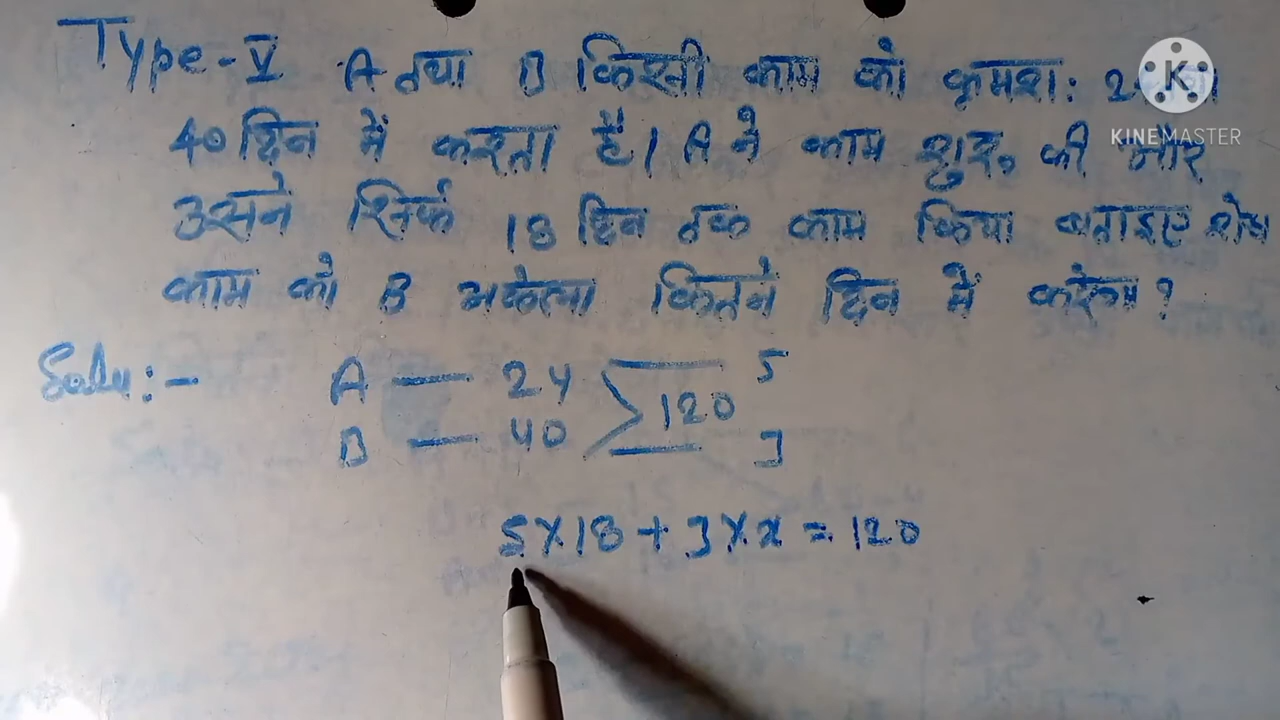 Type-V A तथा B किसी काम को क्रमश: 2
40 दिन में करता है। A ने काम शुरू की और
उसने सिर्फ 18 दिन तक काम किया बताइए शेष
काम को B अकेला कितने दिन में करेगा?
Solu:-
A — 24 120 5
B — 40 3
5×18+3×x=120
KINEMASTER